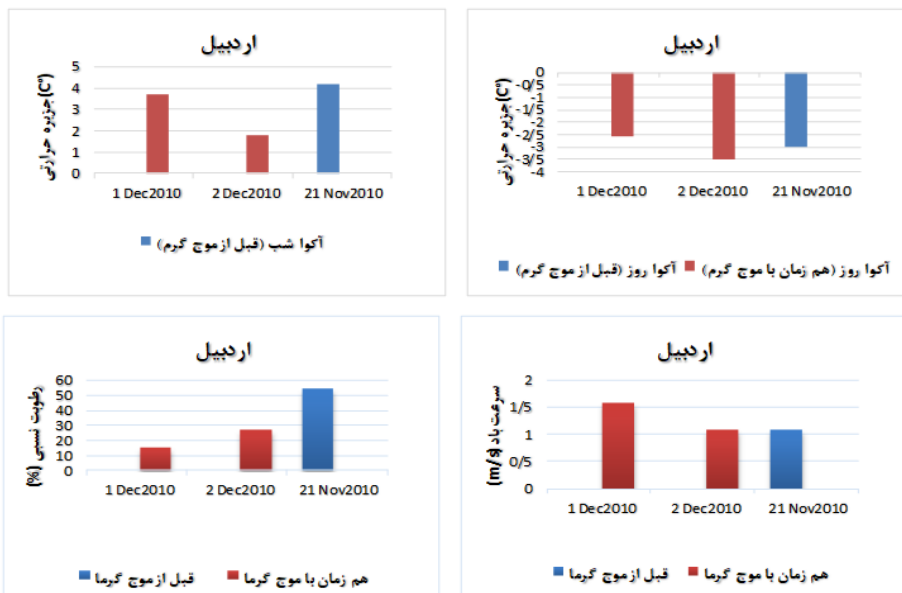 اردبیل
جزیره حرارتی(C°)
5
4
3
2
1
0
1 Dec2010 2 Dec2010 21 Nov2010
آکوا شب (قبل از موج گرم)
اردبیل
جزیره حرارتی(C°)
0
-0/5
-1
-1/5
-2
-2/5
-3
-3/5
-4
1 Dec2010 2 Dec2010 21 Nov2010
آکوا روز (هم زمان با موج گرم) آکوا روز (قبل از موج گرم)
اردبیل
رطوبت نسبی (%)
60
50
40
30
20
10
0
1 Dec2010 2 Dec2010 21 Nov2010
هم زمان با موج گرما قبل از موج گرما
اردبیل
سرعت باد (m/s)
2
1/5
1
0/5
0
1 Dec2010 2 Dec2010 21 Nov2010
هم زمان با موج گرما قبل از موج گرما